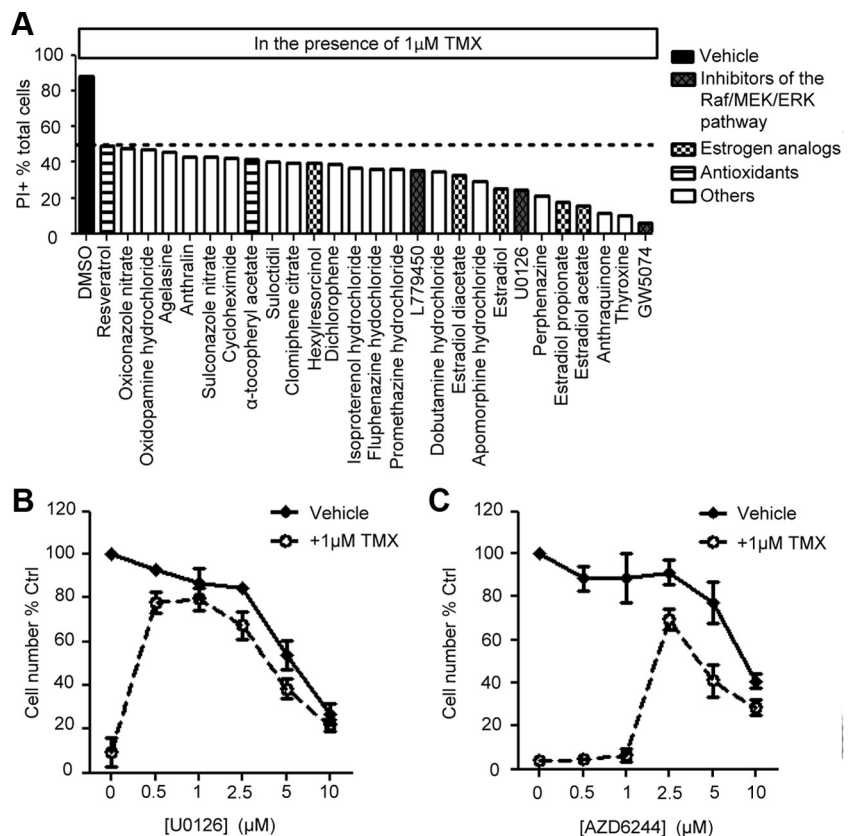 A
In the presence of 1μM TMX
PI+ % total cells
100
80
60
40
20
0
Vehicle
Inhibitors of the
Raf/MEK/ERK
pathway
Estrogen analogs
Antioxidants
Others
DMSO
Resveratrol
Oxiconazole nitrate
Oxidopamine hydrochloride
Agelasine
Anthralin
Sulconazole nitrate
Cycloheximide
α-tocopheryl acetate
Suloctidil
Clomiphene citrate
Hexylresorcinol
Dichlorophene
Isoproterenol hydrochloride
Fluphenazine hydochloride
Promethazine hydrochloride
L779450
Dobutamine hydrochloride
Estradiol diacetate
Apomorphine hydrochloride
Estradiol
U0126
Perphenazine
Estradiol propionate
Estradiol acetate
Anthraquinone
Thyroxine
GW5074
B
Cell number % Ctrl
120
100
80
60
40
20
0
Vehicle
+1μM TMX
0 0.5 1 2.5 5 10
[U0126] (μM)
C
Cell number % Ctrl
120
100
80
60
40
20
0
Vehicle
+1μM TMX
0 0.5 1 2.5 5 10
[AZD6244] (μM)